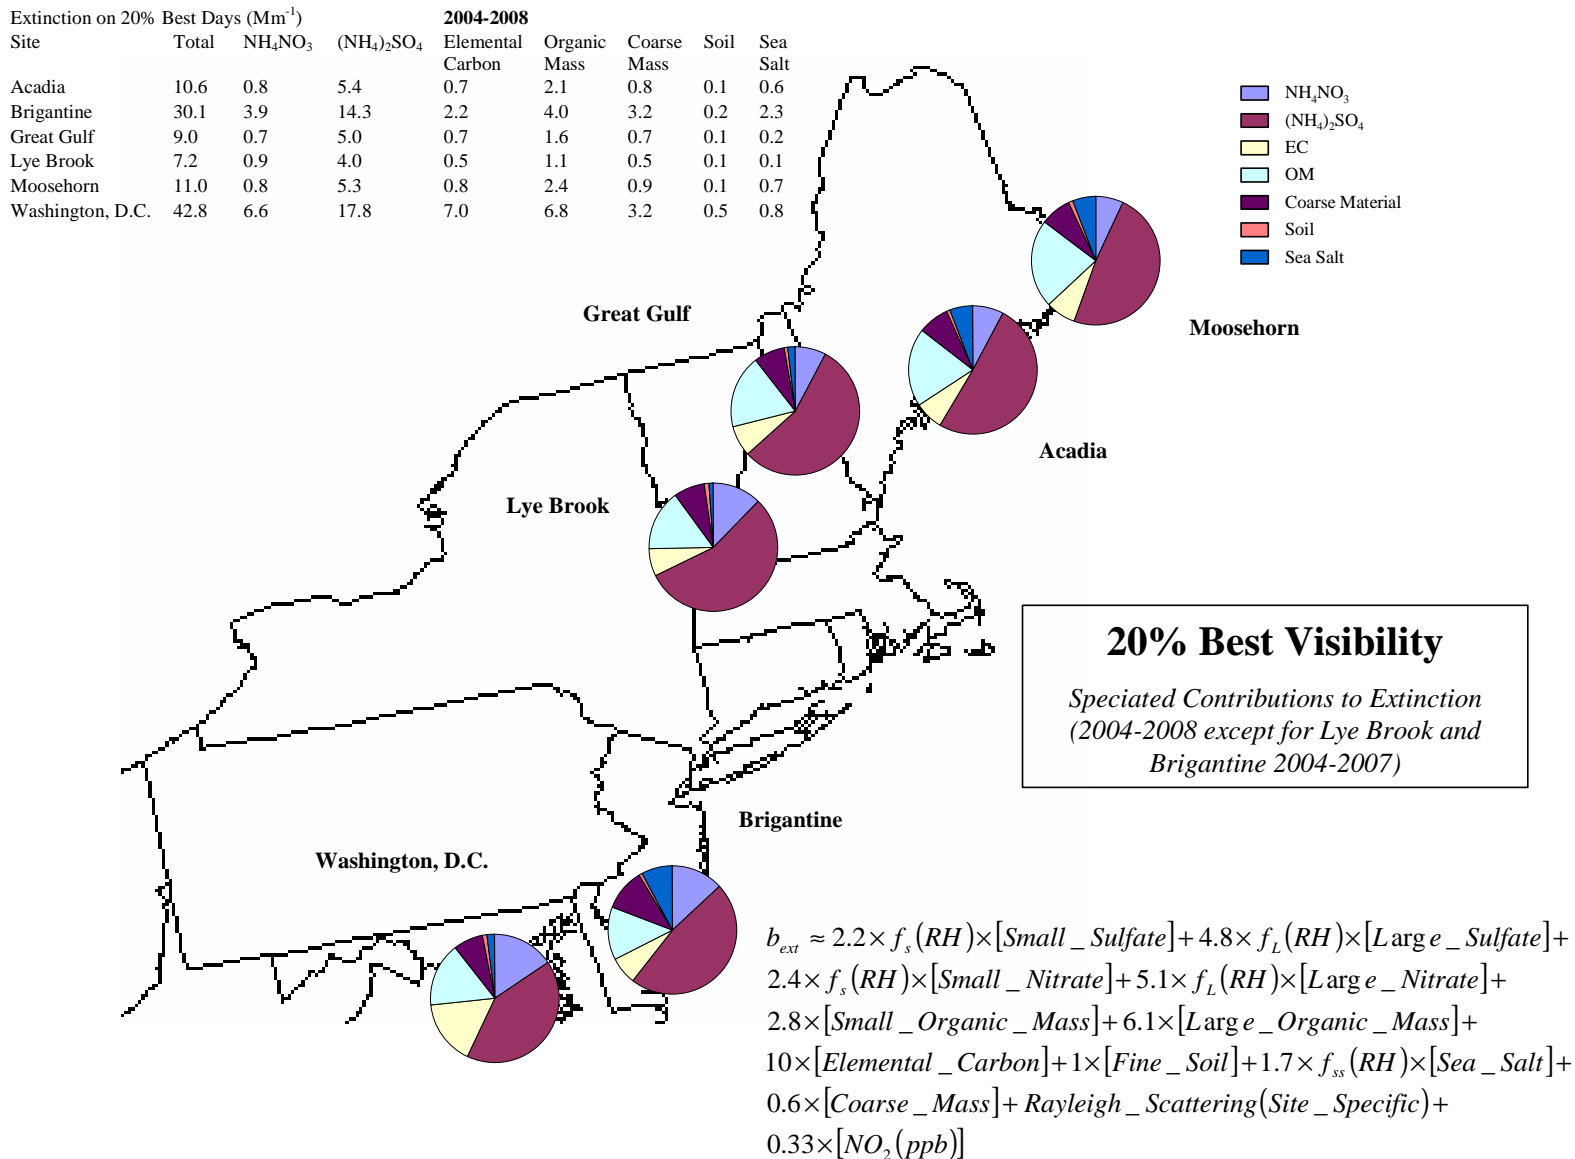 Extinction on 20% Best Days (Mm⁻¹) 2004-2008
Site Total NH₄NO₃ (NH₄)₂SO₄ Elemental Carbon Organic Mass Coarse Mass Soil Sea Salt
Acadia 10.6 0.8 5.4 0.7 2.1 0.8 0.1 0.6
Brigantine 30.1 3.9 14.3 2.2 4.0 3.2 0.2 2.3
Great Gulf 9.0 0.7 5.0 0.7 1.6 0.7 0.1 0.2
Lye Brook 7.2 0.9 4.0 0.5 1.1 0.5 0.1 0.1
Moosehorn 11.0 0.8 5.3 0.8 2.4 0.9 0.1 0.7
Washington, D.C. 42.8 6.6 17.8 7.0 6.8 3.2 0.5 0.8
NH₄NO₃
(NH₄)₂SO₄
EC
OM
Coarse Material
Soil
Sea Salt
Great Gulf
Moosehorn
Acadia
Lye Brook
20% Best Visibility
Speciated Contributions to Extinction
(2004-2008 except for Lye Brook and
Brigantine 2004-2007)
Brigantine
Washington, D.C.
b_ext ≈ 2.2×f_s(RH)×[Small_Sulfate]+4.8×f_L(RH)×[Large_Sulfate]+
2.4×f_s(RH)×[Small_Nitrate]+5.1×f_L(RH)×[Large_Nitrate]+
2.8×[Small_Organic_Mass]+6.1×[Large_Organic_Mass]+
10×[Elemental_Carbon]+1×[Fine_Soil]+1.7×f_ss(RH)×[Sea_Salt]+
0.6×[Coarse_Mass]+Rayleigh_Scattering(Site_Specific)+
0.33×[NO₂(ppb)]